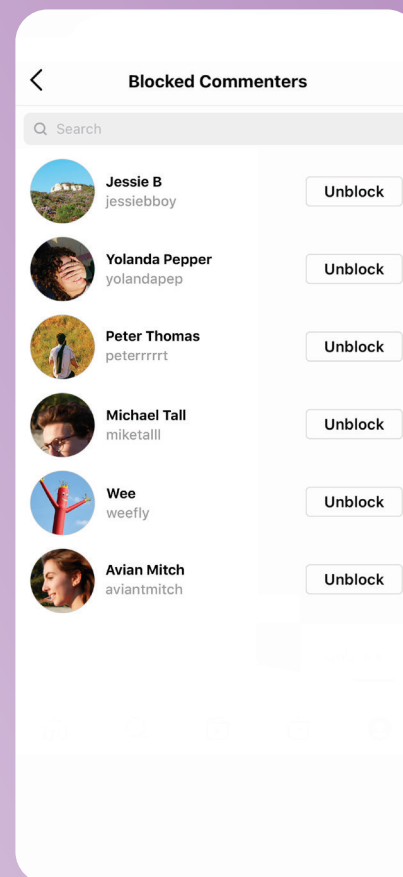 Blocked Commenters
Search
Jessie B
jessiebboy
Unblock
Yolanda Pepper
yolandapep
Unblock
Peter Thomas
peterrrrrt
Unblock
Michael Tall
miketalll
Unblock
Wee
weefly
Unblock
Avian Mitch
aviantmitch
Unblock